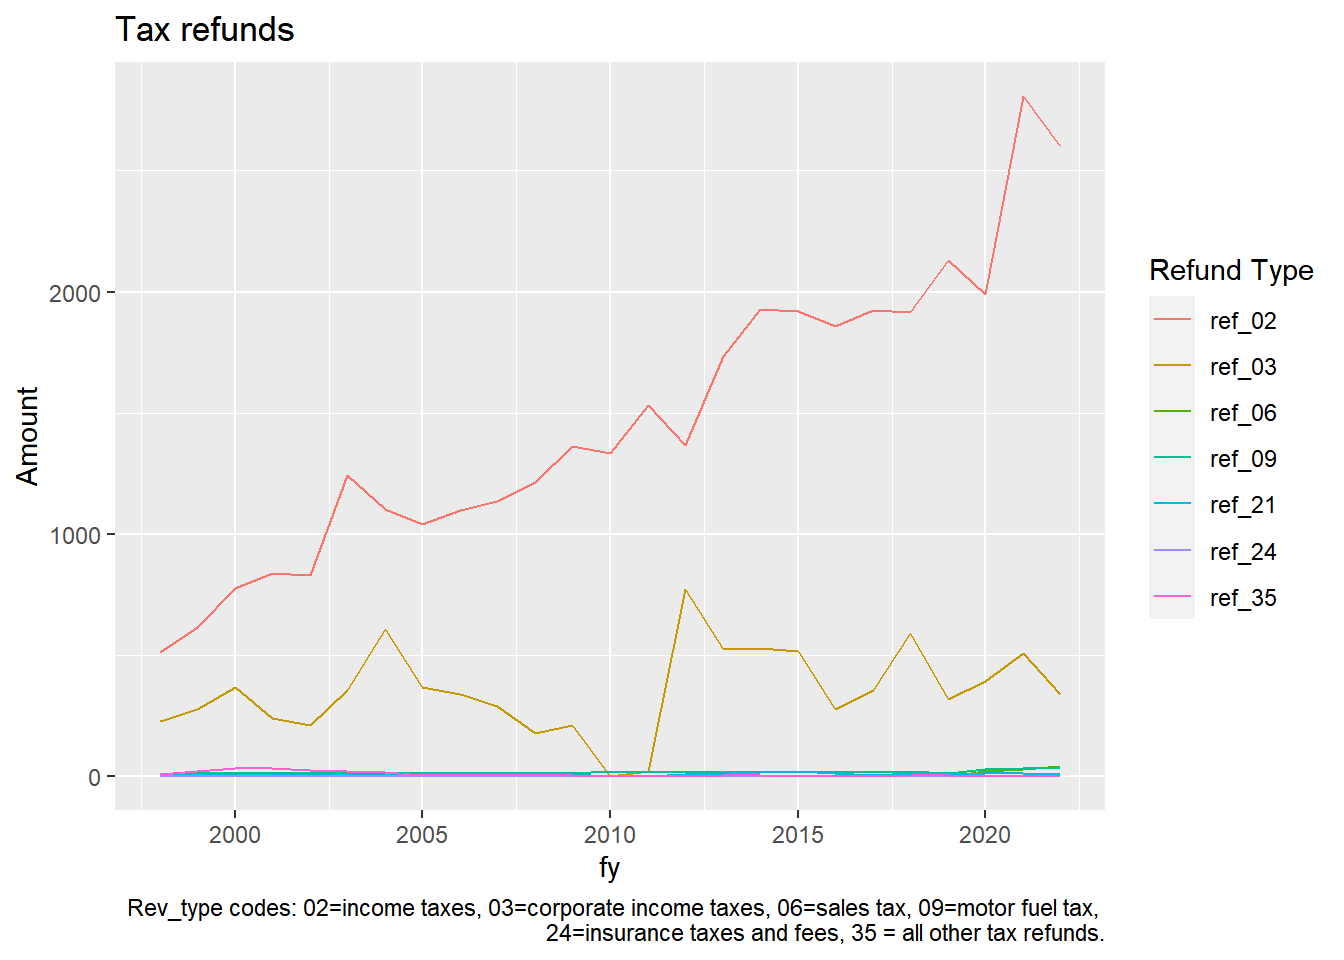 Tax refunds
Amount
2000
1000
0
2000 2005 2010 2015 2020
fy
Refund Type
ref_02
ref_03
ref_06
ref_09
ref_21
ref_24
ref_35
Rev_type codes: 02=income taxes, 03=corporate income taxes, 06=sales tax, 09=motor fuel tax,
24=insurance taxes and fees, 35 = all other tax refunds.